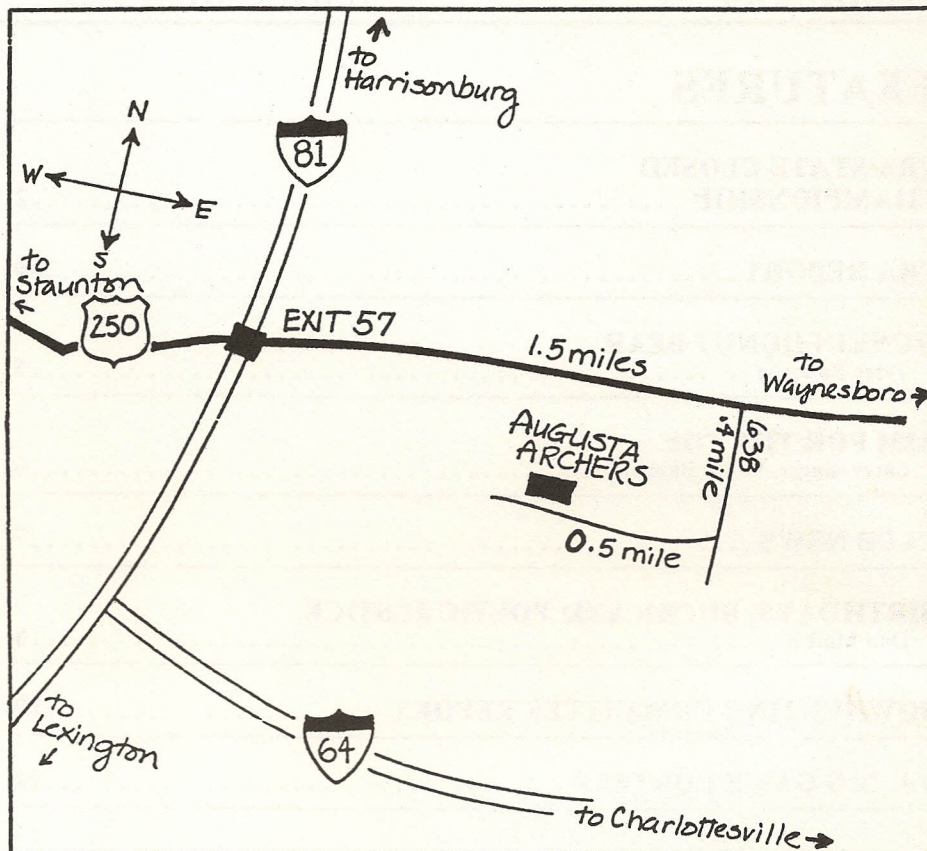 to
Harrisonburg
81
N
W
E
S
to
Staunton
250
EXIT 57
1.5 miles
to
Waynesboro
638
.4 mile
AUGUSTA
ARCHERS
0.5 mile
to
Lexington
64
to Charlottesville